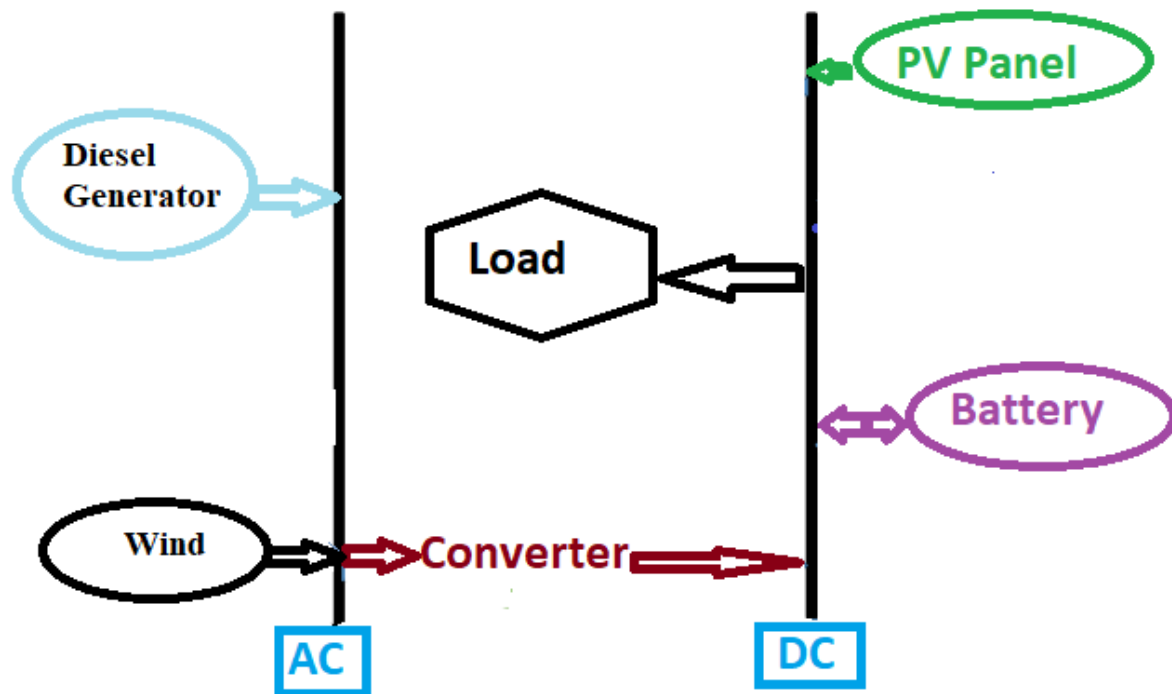 PV Panel
Diesel
Generator
Load
Battery
Wind
Converter
AC
DC